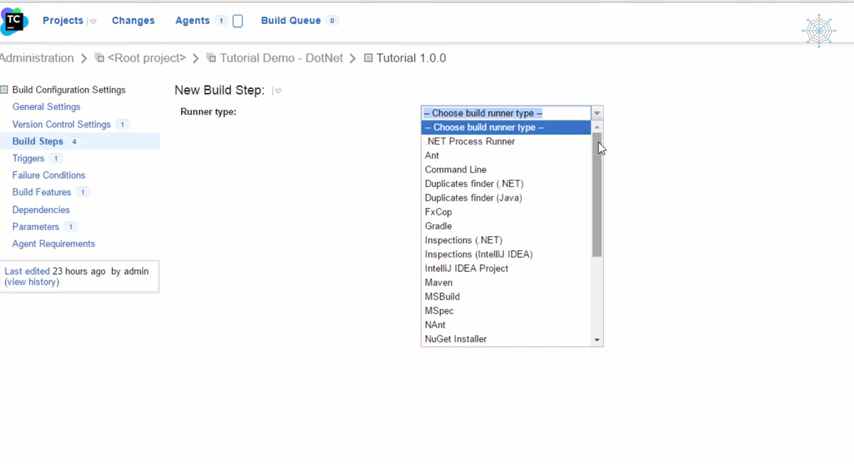 TC Projects Changes Agents 1 Build Queue 0
Administration > <Root project> > Tutorial Demo - DotNet > Tutorial 1.0.0
Build Configuration Settings
General Settings
Version Control Settings 1
Build Steps 4
Triggers 1
Failure Conditions
Build Features 1
Dependencies
Parameters 1
Agent Requirements
Last edited 23 hours ago by admin
(view history)
New Build Step:
Runner type:
-- Choose build runner type --
-- Choose build runner type --
.NET Process Runner
Ant
Command Line
Duplicates finder (.NET)
Duplicates finder (Java)
FxCop
Gradle
Inspections (.NET)
Inspections (IntelliJ IDEA)
IntelliJ IDEA Project
Maven
MSBuild
MSpec
NAnt
NuGet Installer